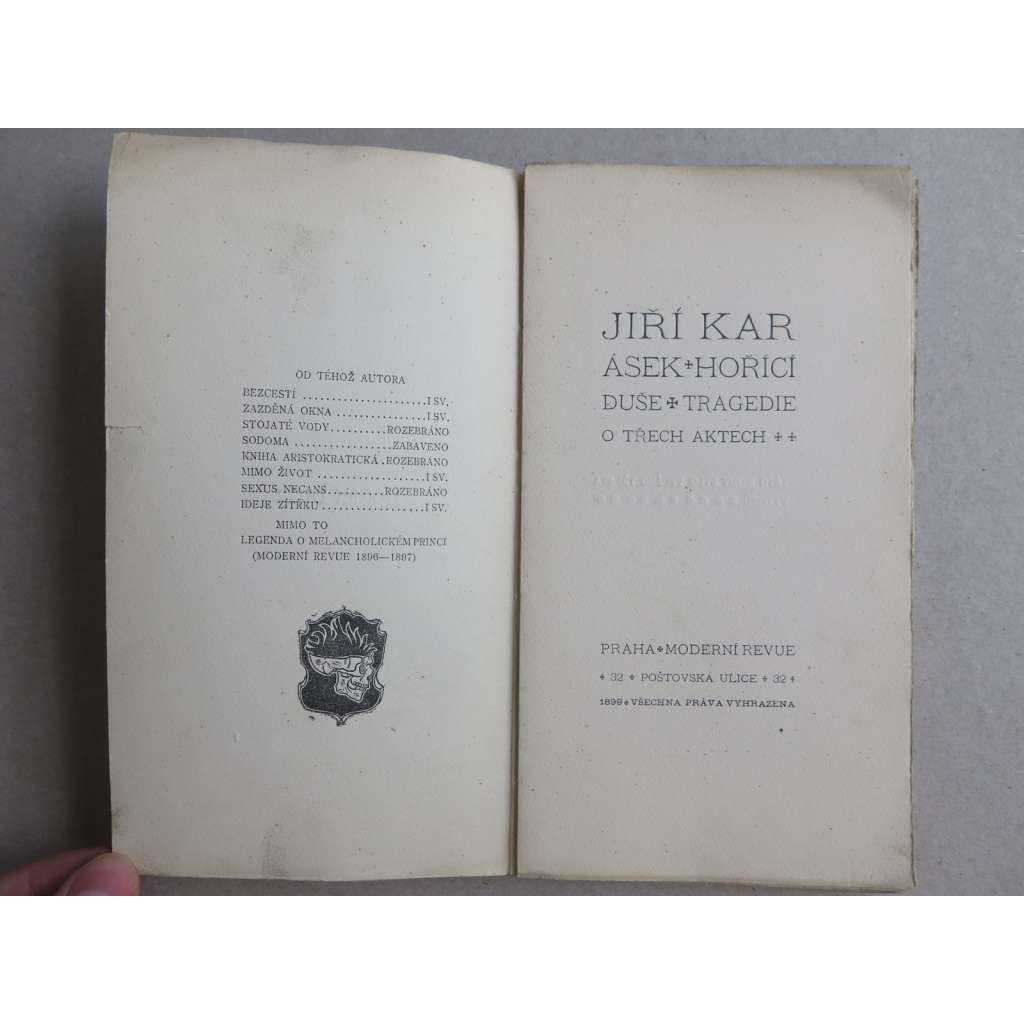 OD TÉHOŽ AUTORA
BEZCESTÍ ......................I SV.
ZAZDĚNÁ OKNA ................I SV.
STOJATÉ VODY..........ROZEBRÁNO
SODOMA .................ZABAVENO
KNIHA ARISTOKRATICKÁ . ROZEBRÁNO
MIMO ŽIVOT ...................I SV.
SEXUS NECANS..........ROZEBRÁNO
IDEJE ZÍTŘKU ..................I SV.
MIMO TO
LEGENDA O MELANCHOLICKÉM PRINCI
(MODERNÍ REVUE 1896—1897)
JIŘÍ KAR
ÁSEK ✢ HOŘÍCÍ
DUŠE ✠ TRAGEDIE
O TŘECH AKTECH ✢ ✢
PRAHA ✢ MODERNÍ REVUE
✢ 32 ✢ POŠTOVSKÁ ULICE ✢ 32 ✢
1899 ✢ VŠECHNA PRÁVA VYHRAZENA